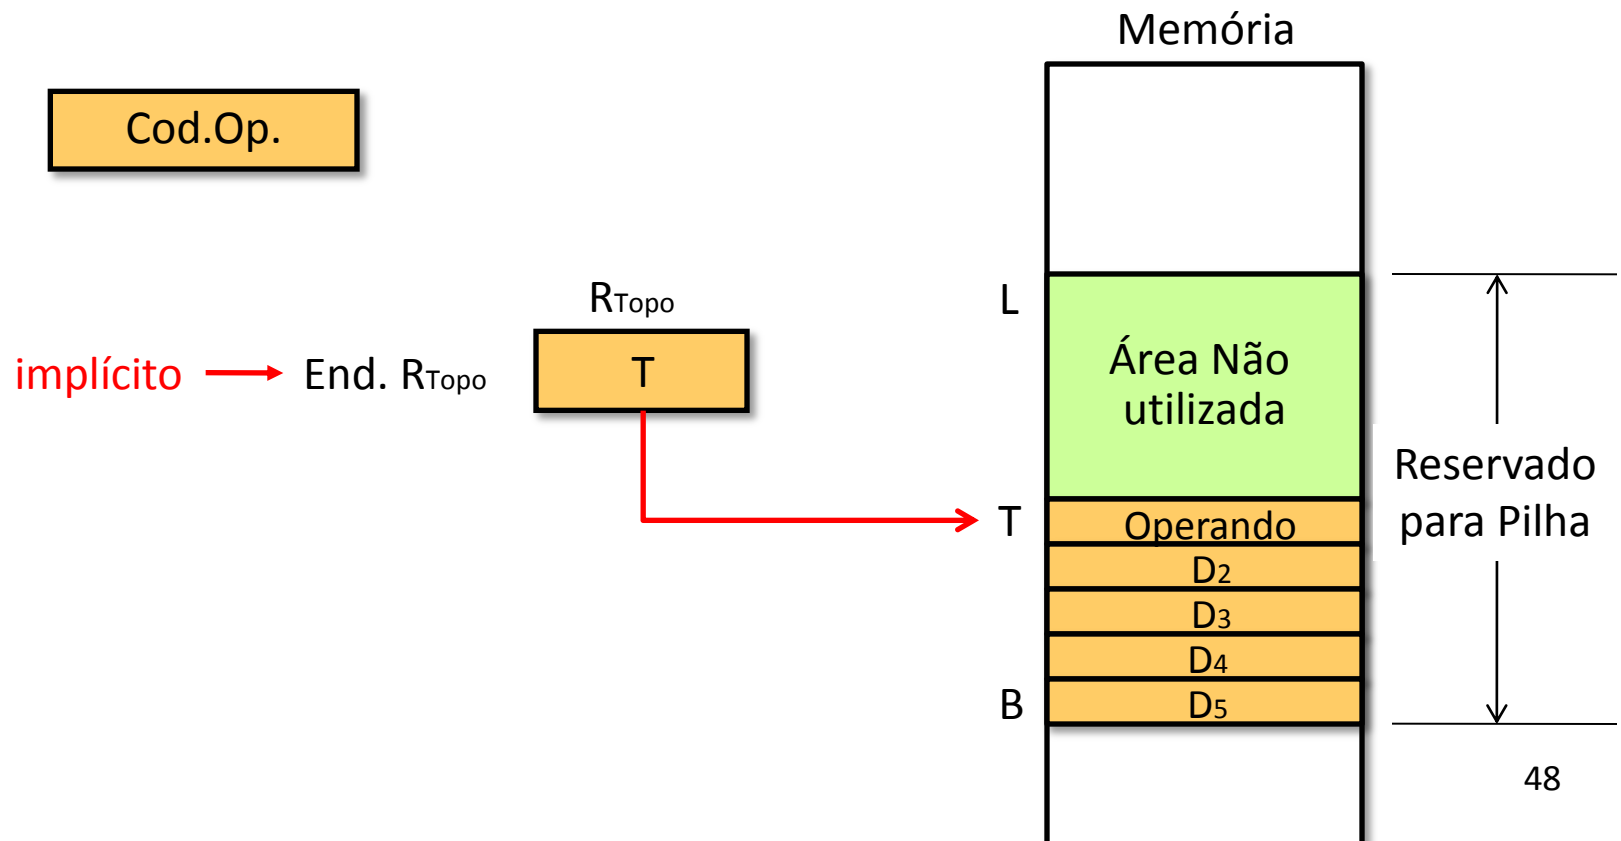 Memória
Cod.Op.
RTopo
L
implícito
End. RTopo
T
Área Não
utilizada
Reservado
para Pilha
T
Operando
D2
D3
D4
B
D5
48